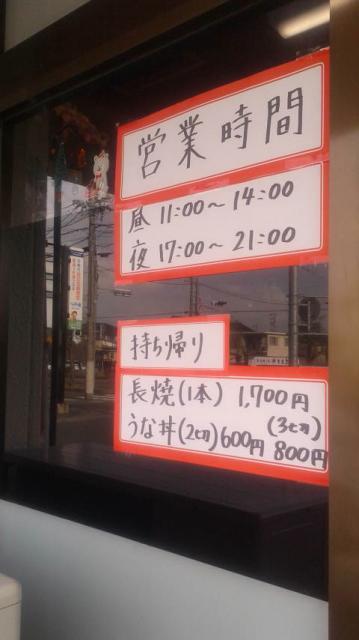 営業時間
昼 11:00～14:00
夜 17:00～21:00
持ち帰り
長焼(1本) 1,700円
うな丼(2切)600円 (3切)800円